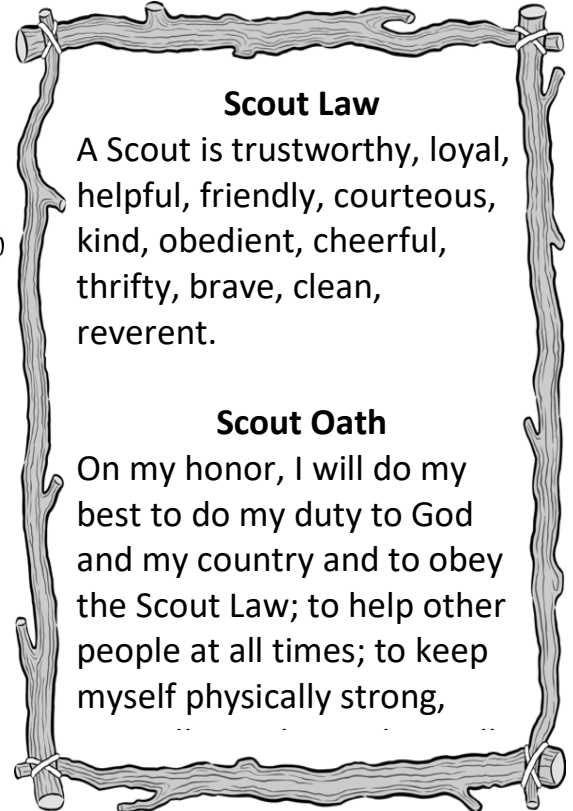 Scout Law
A Scout is trustworthy, loyal,
helpful, friendly, courteous,
kind, obedient, cheerful,
thrifty, brave, clean,
reverent.
Scout Oath
On my honor, I will do my
best to do my duty to God
and my country and to obey
the Scout Law; to help other
people at all times; to keep
myself physically strong,